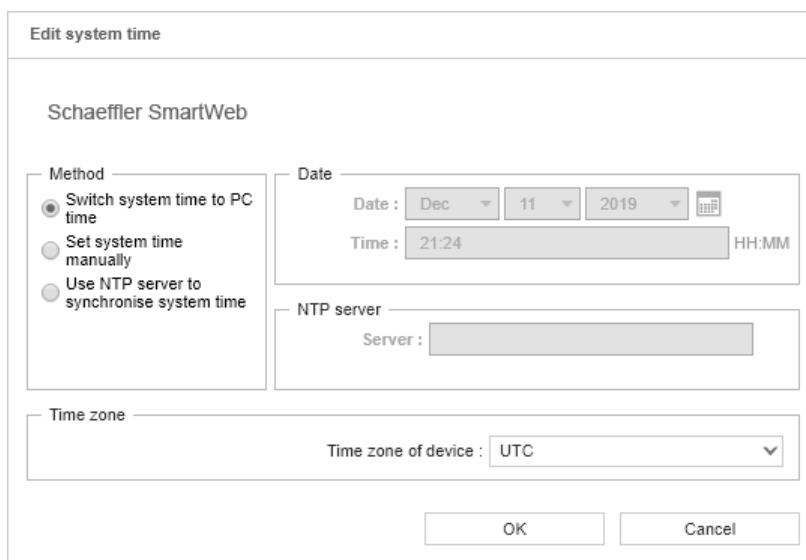 Edit system time
Schaeffler SmartWeb
Method
Switch system time to PC
time
Set system time
manually
Use NTP server to
synchronise system time
Date
Date : Dec 11 2019
Time : 21:24 HH:MM
NTP server
Server :
Time zone
Time zone of device : UTC
OK Cancel